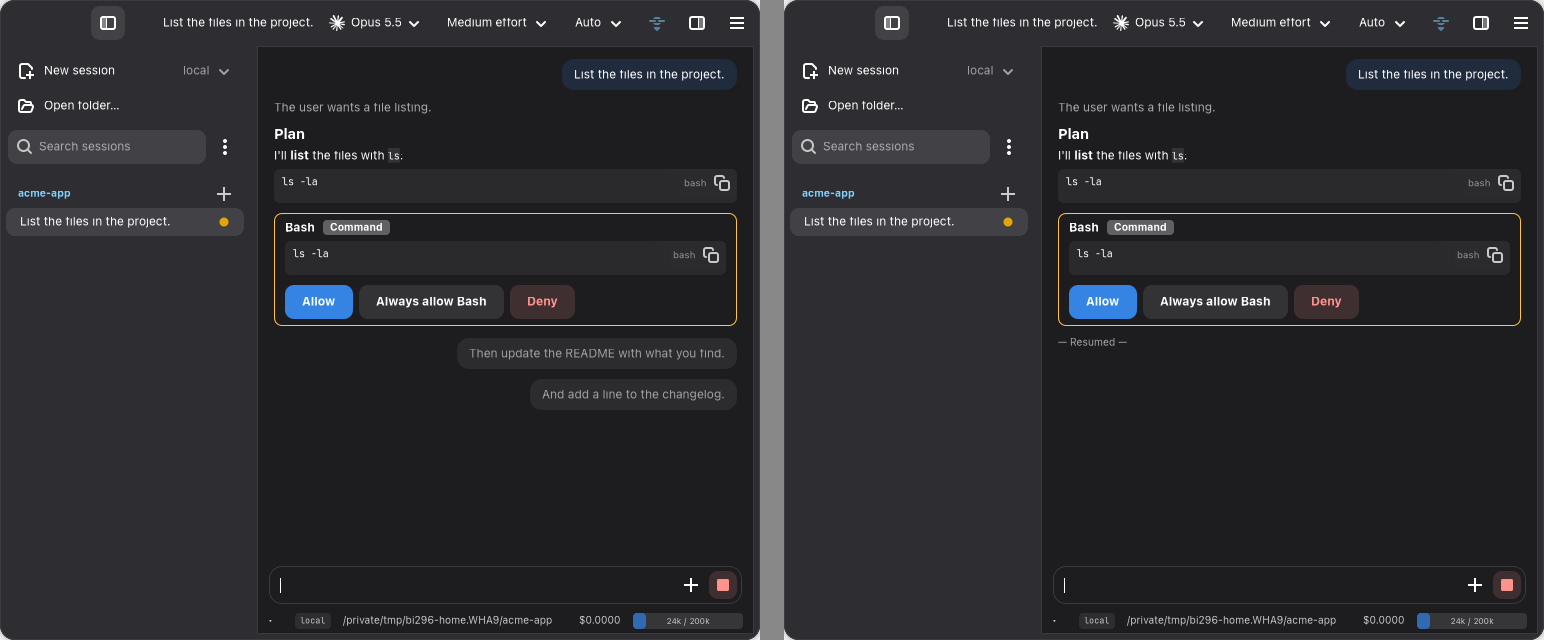 List the files in the project.
Opus 5.5
Medium effort
Auto
New session
local
Open folder...
Search sessions
acme-app
List the files in the project.
List the files in the project.
The user wants a file listing.
Plan
I'll list the files with ls.
ls -la
bash
Bash
Command
ls -la
bash
Allow
Always allow Bash
Deny
Then update the README with what you find.
And add a line to the changelog.
Local
/private/tmp/bi296-home.WHA9/acme-app
$0.0000
24k / 200k
List the files in the project.
Opus 5.5
Medium effort
Auto
New session
local
Open folder...
Search sessions
acme-app
List the files in the project.
List the files in the project.
The user wants a file listing.
Plan
I'll list the files with ls.
ls -la
bash
Bash
Command
ls -la
bash
Allow
Always allow Bash
Deny
— Resumed —
Local
/private/tmp/bi296-home.WHA9/acme-app
$0.0000
24k / 200k